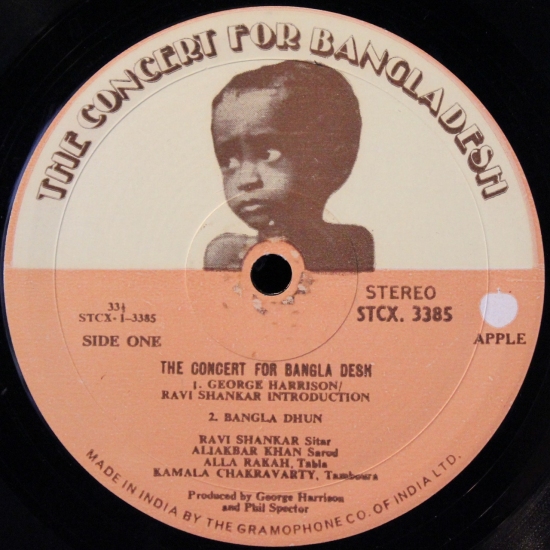 THE CONCERT FOR BANGLADESH
STEREO
33⅓
STCX-1-3385
STCX. 3385
SIDE ONE
APPLE
THE CONCERT FOR BANGLA DESH
1. GEORGE HARRISON/
RAVI SHANKAR INTRODUCTION
2. BANGLA DHUN
RAVI SHANKAR Sitar
ALIAKBAR KHAN Sarod
ALLA RAKAH, Tabla
KAMALA CHAKRAVARTY, Tamboura
Produced by George Harrison
and Phil Spector
MADE IN INDIA BY THE GRAMOPHONE CO. OF INDIA LTD.